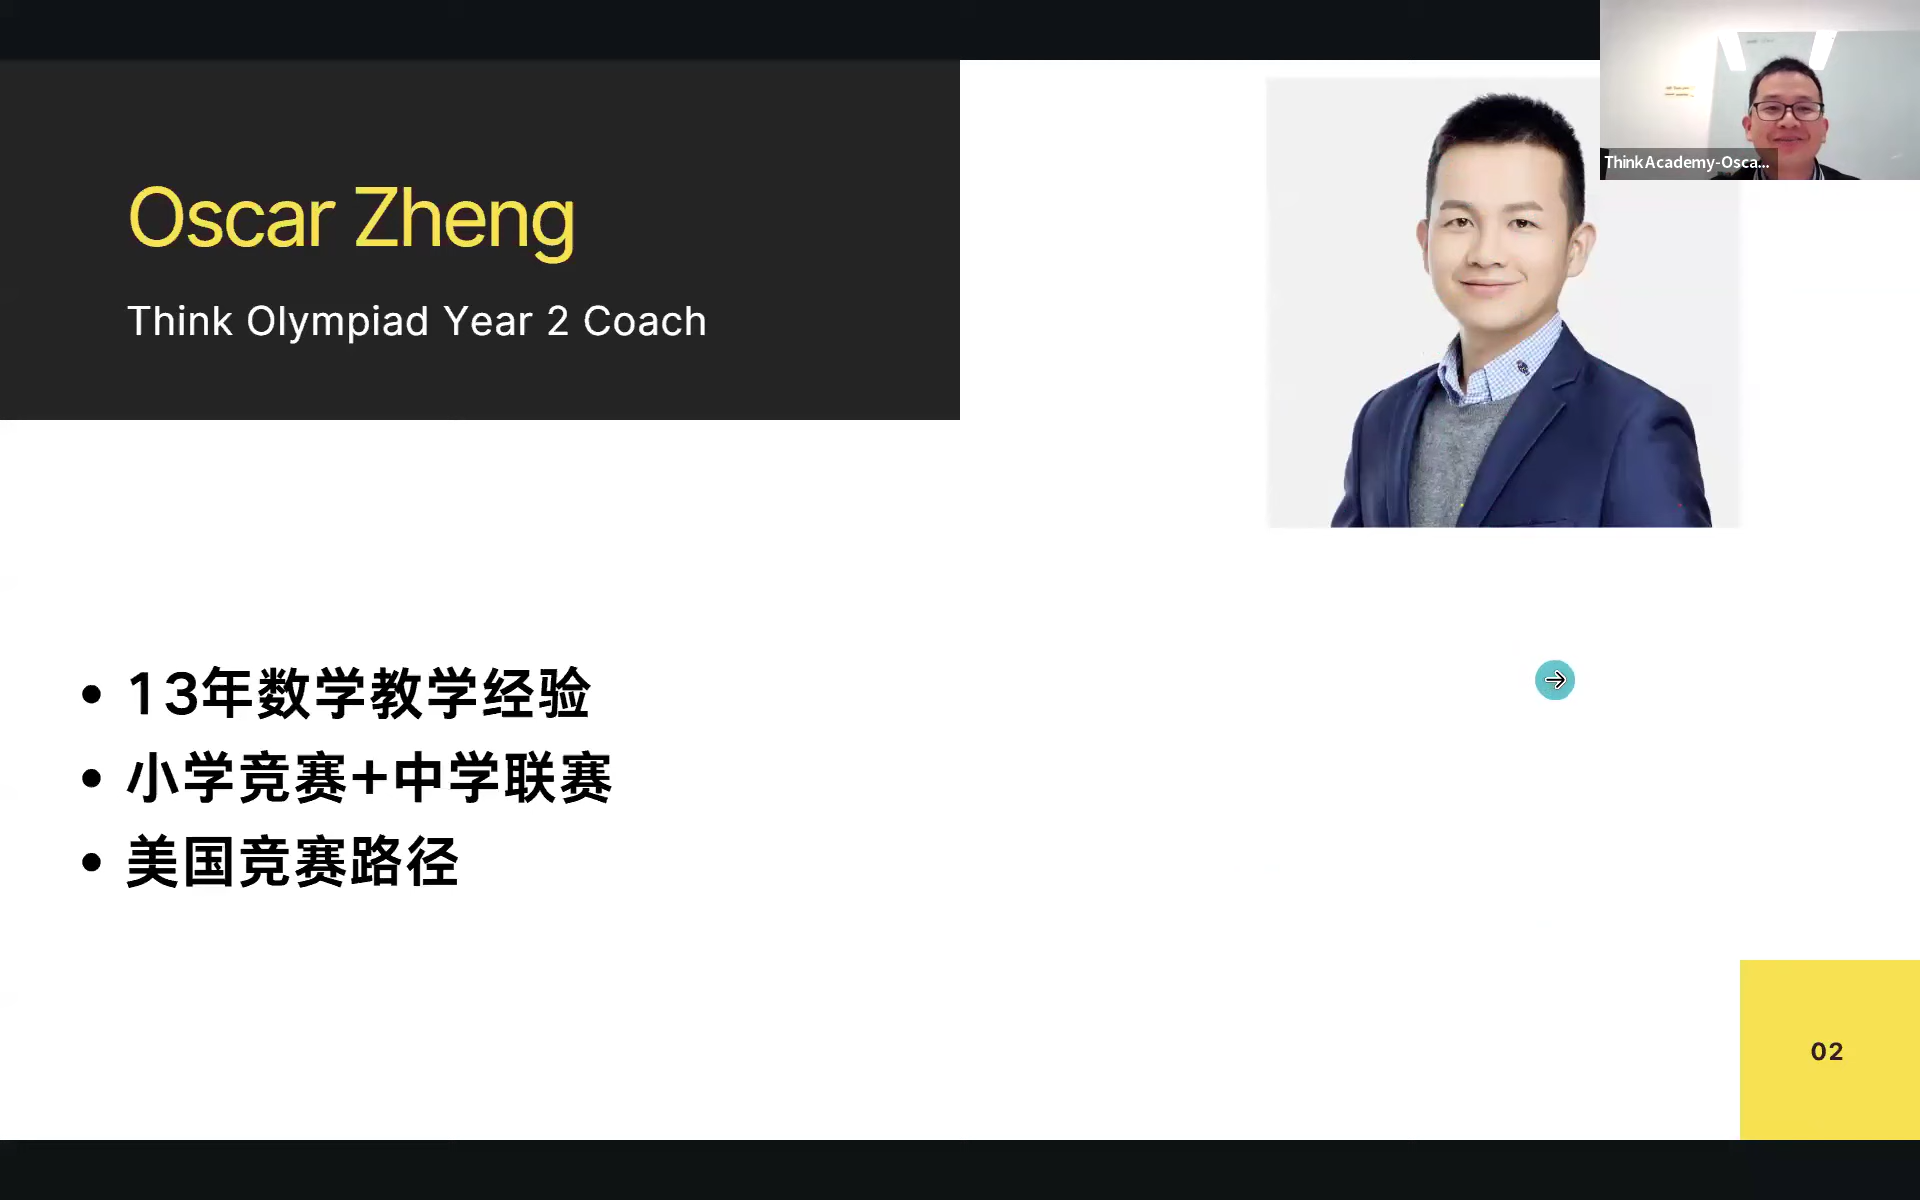 Oscar Zheng
Think Olympiad Year 2 Coach
ThinkAcademy-Osca...
• 13年数学教学经验
• 小学竞赛+中学联赛
• 美国竞赛路径
02